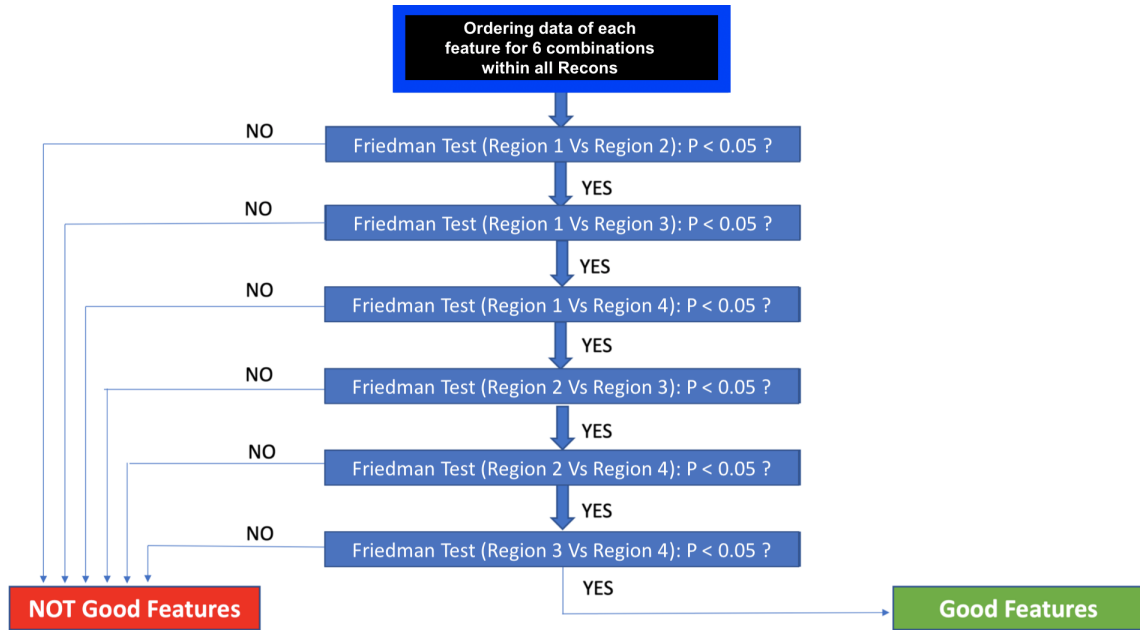 Ordering data of each
feature for 6 combinations
within all Recons
NO
Friedman Test (Region 1 Vs Region 2): P < 0.05 ?
YES
NO
Friedman Test (Region 1 Vs Region 3): P < 0.05 ?
YES
NO
Friedman Test (Region 1 Vs Region 4): P < 0.05 ?
YES
NO
Friedman Test (Region 2 Vs Region 3): P < 0.05 ?
YES
NO
Friedman Test (Region 2 Vs Region 4): P < 0.05 ?
YES
NO
Friedman Test (Region 3 Vs Region 4): P < 0.05 ?
YES
NOT Good Features
Good Features